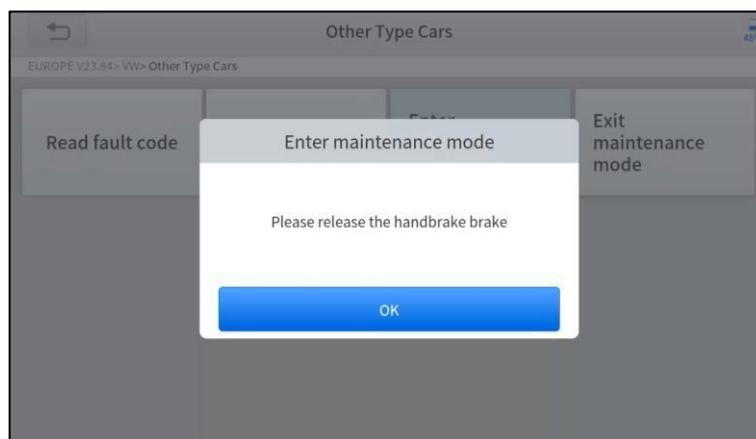 Other Type Cars
EUROPE V23.84> VW> Other Type Cars
Read fault code
Exit
maintenance
mode
Enter maintenance mode
Please release the handbrake brake
OK